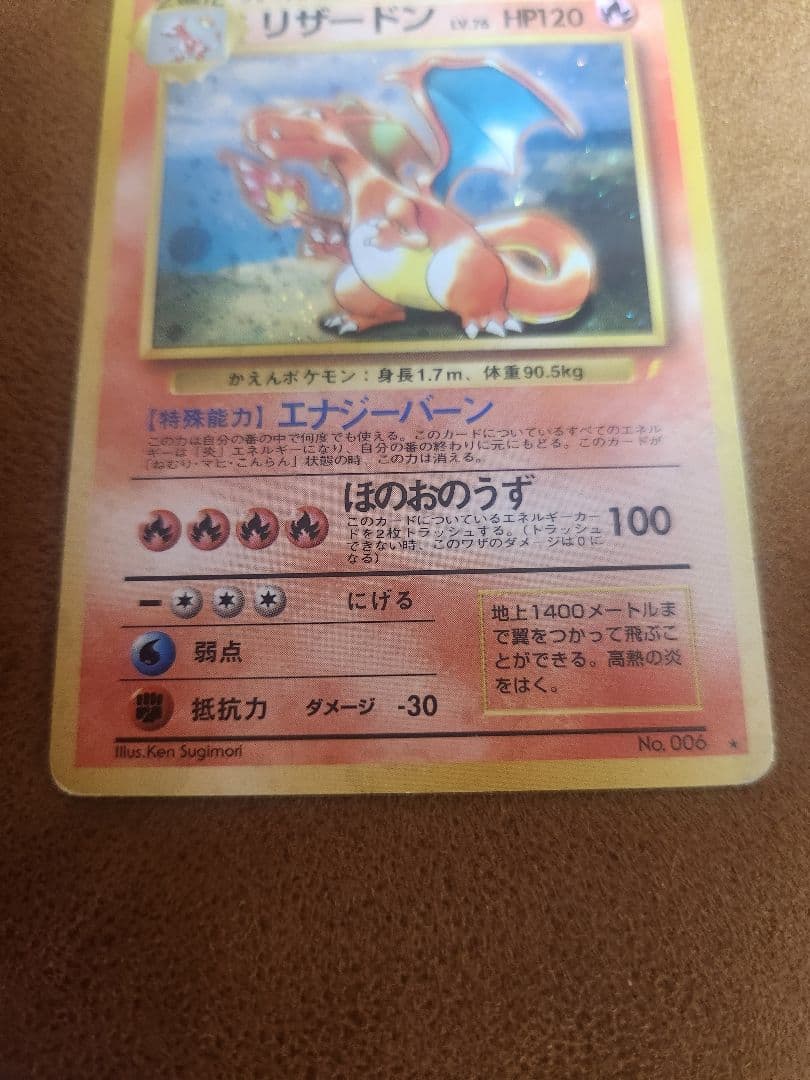 リザードン LV.76 HP120
かえんポケモン：身長1.7m、体重90.5kg
【特殊能力】エナジーバーン
この力は自分の番の中で何度でも使える。このカードについているすべてのエネル
ギーは「炎」エネルギーになり、自分の番の終わりに元にもどる。このカードが
「ねむり・マヒ・こんらん」状態の時、この力は消える。
ほのおのうず 100
このカードについているエネルギーカー
ドを2枚トラッシュする。(トラッシュ
できない時、このワザのダメージは0に
なる)
にげる
弱点
抵抗力 ダメージ -30
地上1400メートルま
で翼をつかって飛ぶこ
とができる。高熱の炎
をはく。
Illus.Ken Sugimori
No. 006 ★